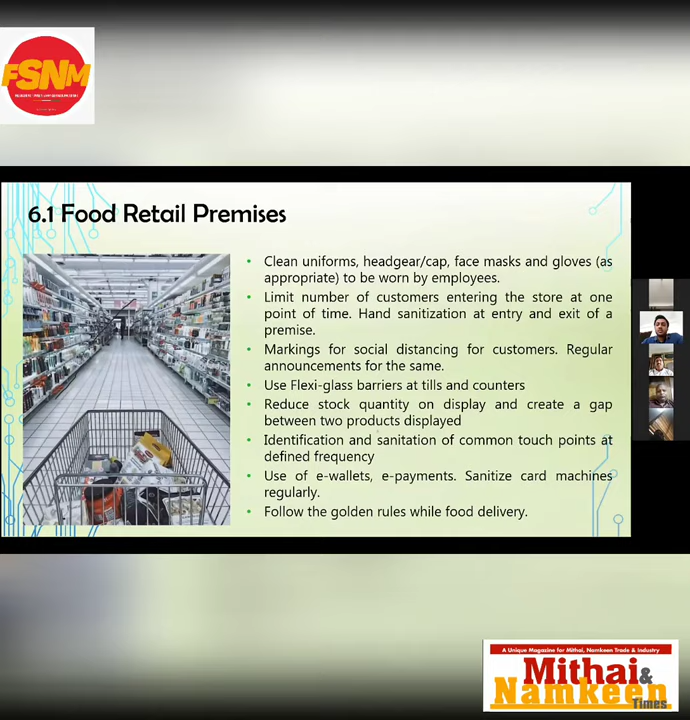 FSNM
6.1 Food Retail Premises
• Clean uniforms, headgear/cap, face masks and gloves (as
appropriate) to be worn by employees.
• Limit number of customers entering the store at one
point of time. Hand sanitization at entry and exit of a
premise.
• Markings for social distancing for customers. Regular
announcements for the same.
• Use Flexi-glass barriers at tills and counters
• Reduce stock quantity on display and create a gap
between two products displayed
• Identification and sanitation of common touch points at
defined frequency
• Use of e-wallets, e-payments. Sanitize card machines
regularly.
• Follow the golden rules while food delivery.
A Unique Magazine for Mithai, Namkeen Trade & Industry
Mithai &
Namkeen
Times